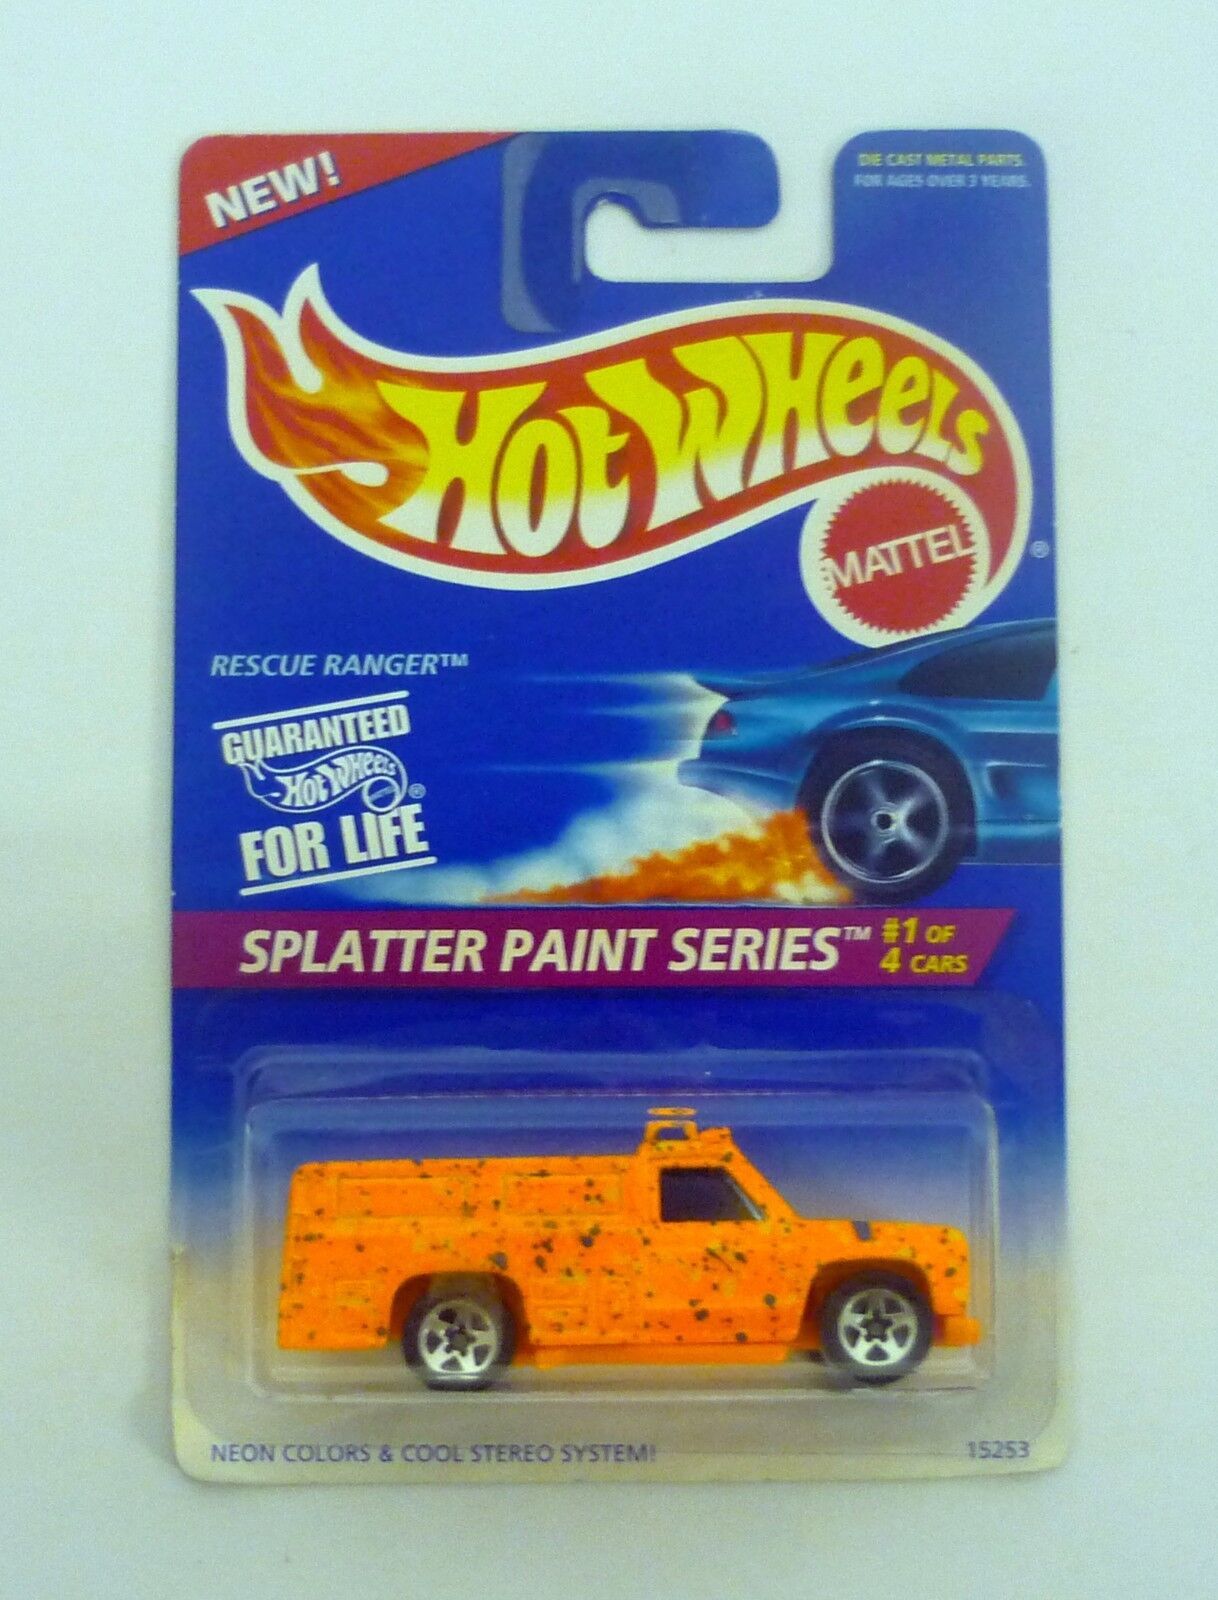 NEW!
DIE CAST METAL PARTS.
FOR AGES OVER 3 YEARS.
HOT WHEELS
MATTEL
®
RESCUE RANGER™
GUARANTEED
HOT WHEELS
MATTEL
®
FOR LIFE
SPLATTER PAINT SERIES™
#1 OF
4 CARS
NEON COLORS & COOL STEREO SYSTEM!
15253